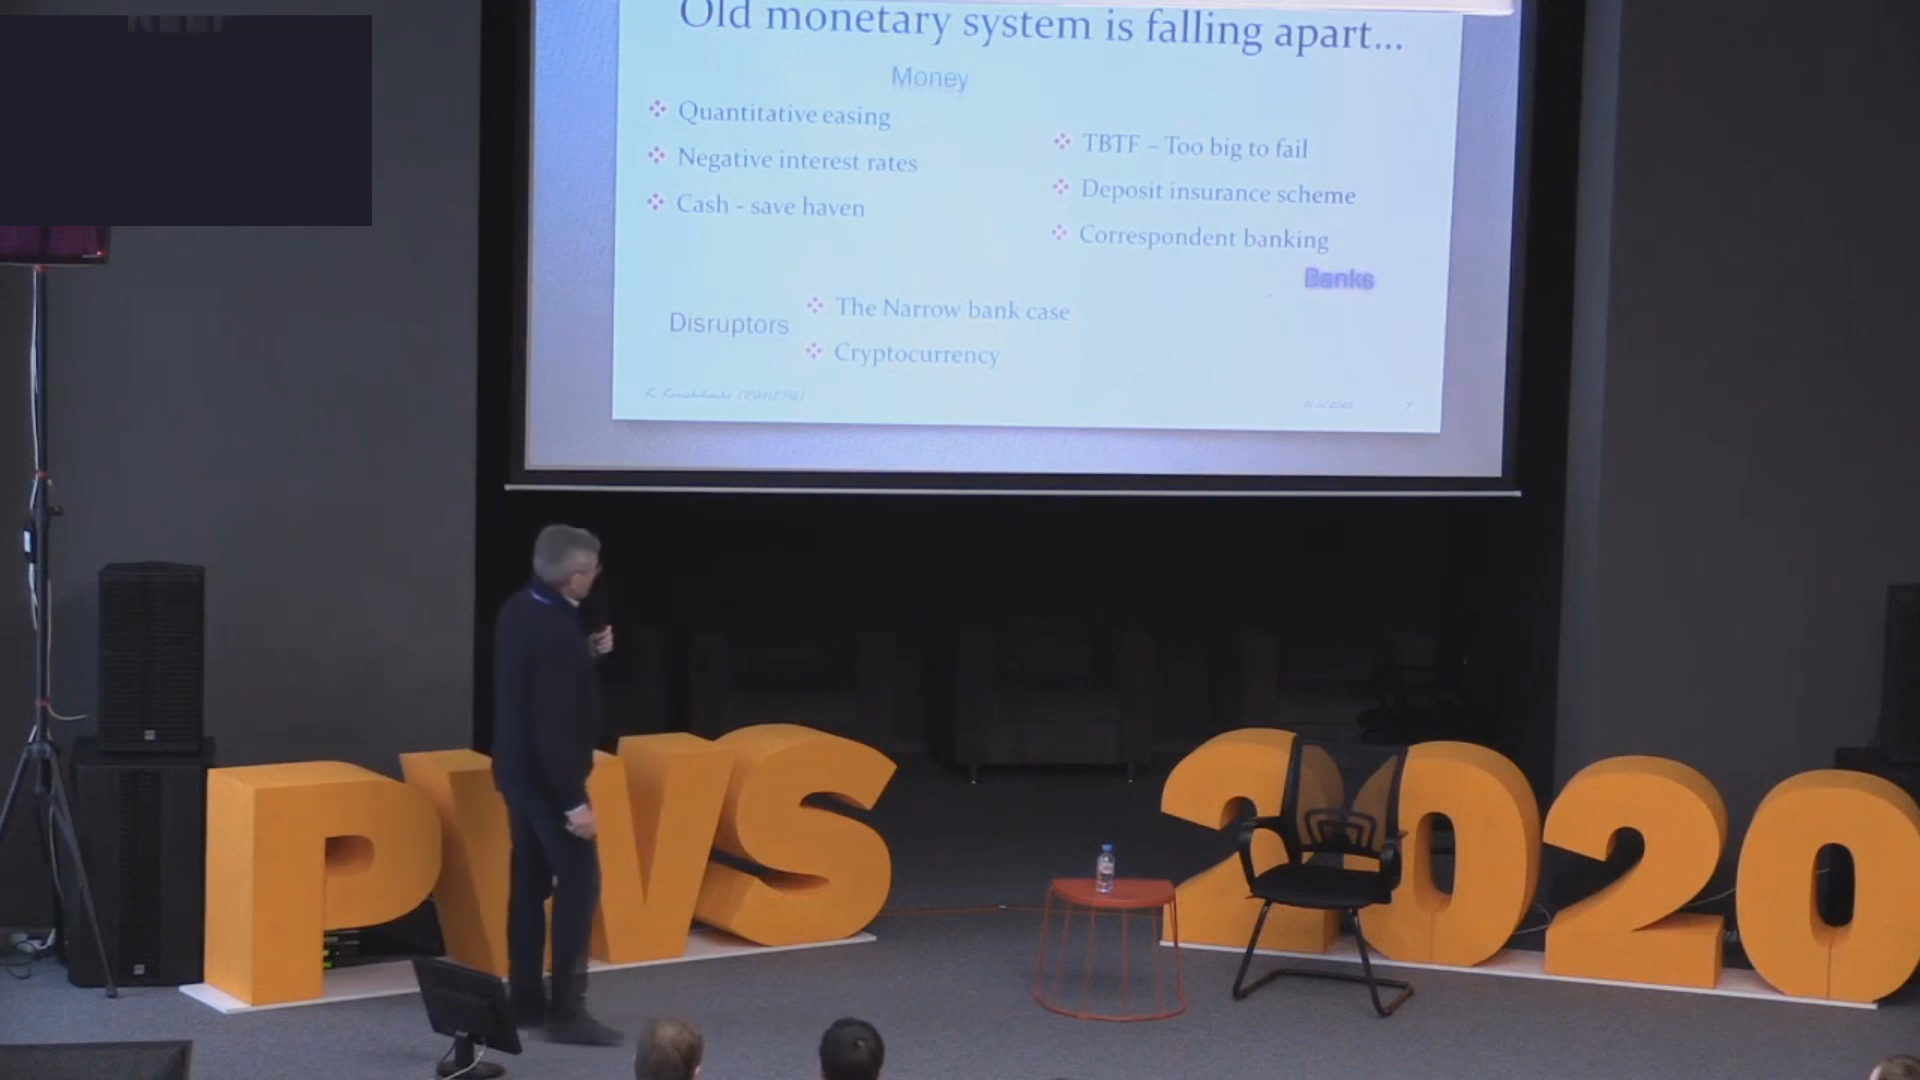 Old monetary system is falling apart...
Money
Quantitative easing
Negative interest rates
Cash - save haven
TBTF – Too big to fail
Deposit insurance scheme
Correspondent banking
Banks
Disruptors
The Narrow bank case
Cryptocurrency
7
PWS 2020